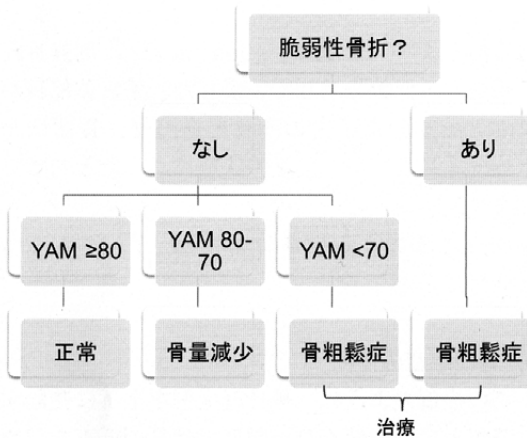 脆弱性骨折？
なし
あり
YAM ≥80
YAM 80-
70
YAM <70
正常
骨量減少
骨粗鬆症
骨粗鬆症
治療